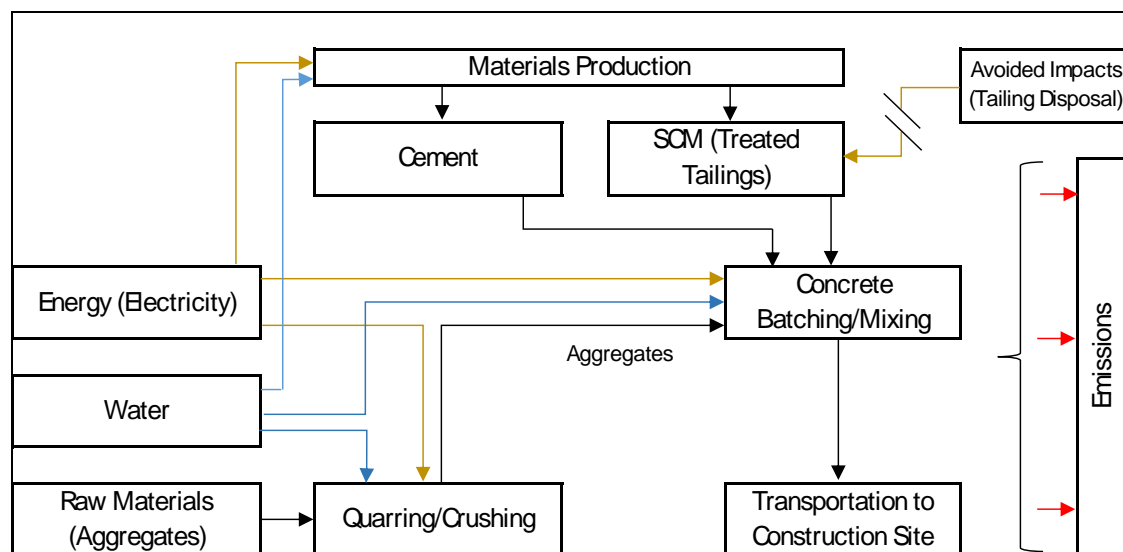 Materials Production
Avoided Impacts
(Tailing Disposal)
Cement
SCM (Treated
Tailings)
Energy (Electricity)
Concrete
Batching/Mixing
Aggregates
Emissions
Water
Raw Materials
(Aggregates)
Quarring/Crushing
Transportation to
Construction Site